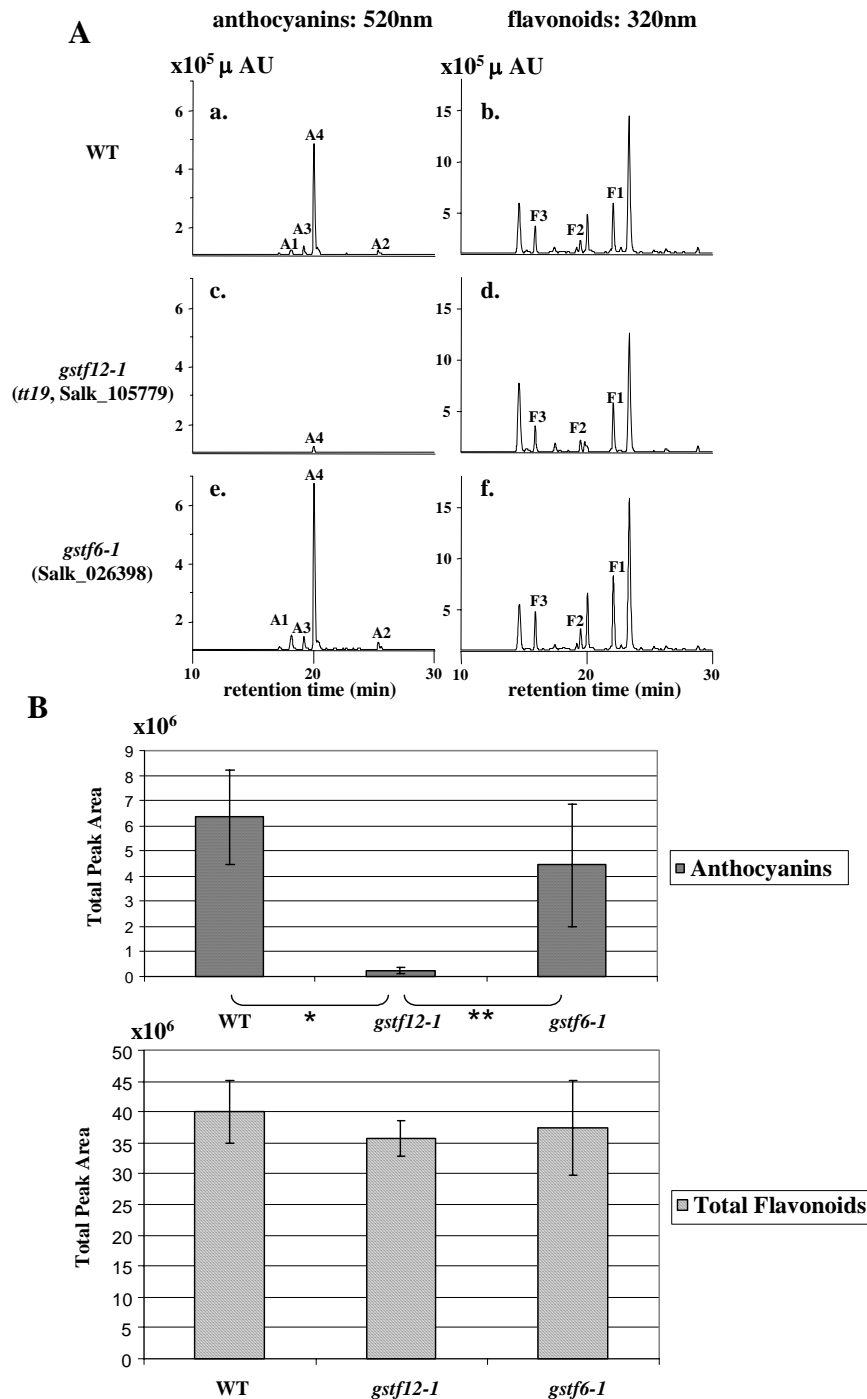 A
anthocyanins: 520nm
flavonoids: 320nm
x10⁵ μ AU
x10⁵ μ AU
WT
a.
6
4
2
A1
A3
A4
A2
b.
15
10
5
F3
F2
F1
gstf12-1
(tt19, Salk_105779)
c.
6
4
2
A4
d.
15
10
5
F3
F2
F1
gstf6-1
(Salk_026398)
e.
6
4
2
A1
A3
A4
A2
10
20
30
retention time (min)
f.
15
10
5
F3
F2
F1
10
20
30
retention time (min)
B
x10⁶
Total Peak Area
9
8
7
6
5
4
3
2
1
0
WT
*
gstf12-1
**
gstf6-1
Anthocyanins
x10⁶
Total Peak Area
50
45
40
35
30
25
20
15
10
5
0
WT
gstf12-1
gstf6-1
Total Flavonoids